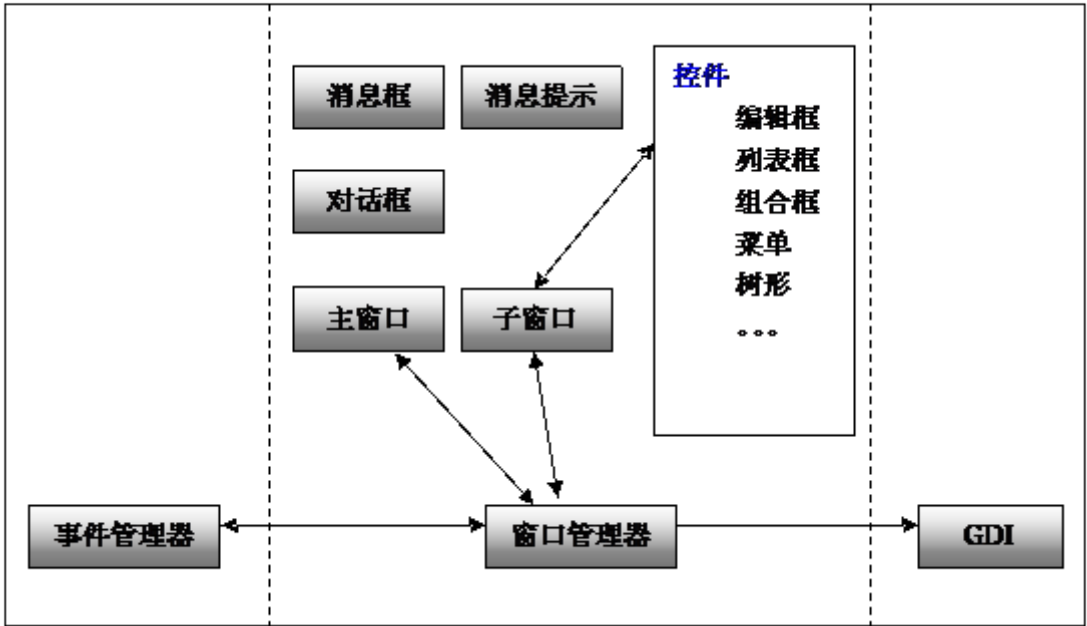 消息框
消息提示
控件
编辑框
列表框
组合框
菜单
树形
。。。
对话框
主窗口
子窗口
事件管理器
窗口管理器
GDI